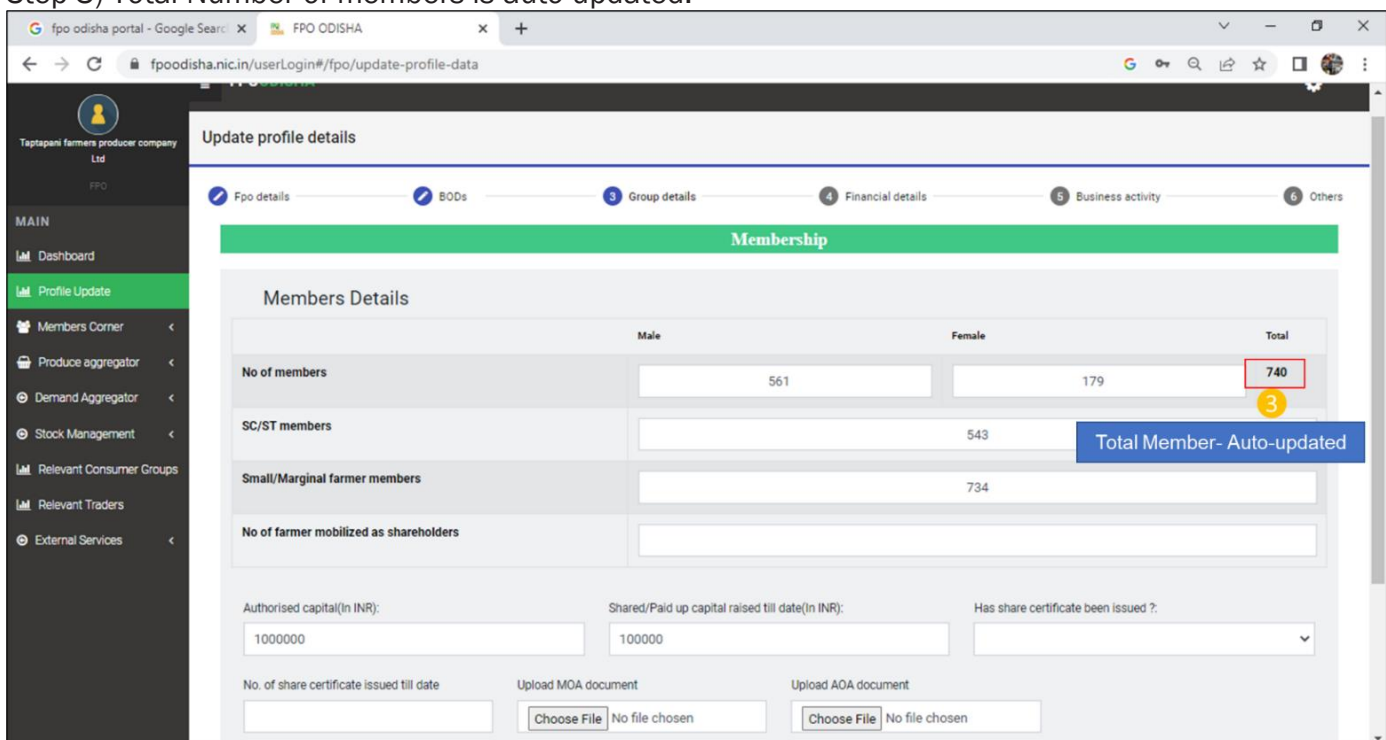 Step 3) Total Number of members is auto updated.
fpo odisha portal - Google Searc
FPO ODISHA
fpoodisha.nic.in/userLogin#/fpo/update-profile-data
FPOODISHA
Taptapani farmers producer company
Ltd
FPO
MAIN
Dashboard
Profile Update
Members Corner
Produce aggregator
Demand Aggregator
Stock Management
Relevant Consumer Groups
Relevant Traders
External Services
Update profile details
Fpo details
BODs
3 Group details
4 Financial details
5 Business activity
6 Others
Membership
Members Details
Male Female Total
No of members 561 179 740
3
SC/ST members 543
Total Member- Auto-updated
Small/Marginal farmer members 734
No of farmer mobilized as shareholders
Authorised capital(In INR): Shared/Paid up capital raised till date(In INR): Has share certificate been issued ?:
1000000 100000
No. of share certificate issued till date Upload MOA document Upload AOA document
Choose File No file chosen Choose File No file chosen